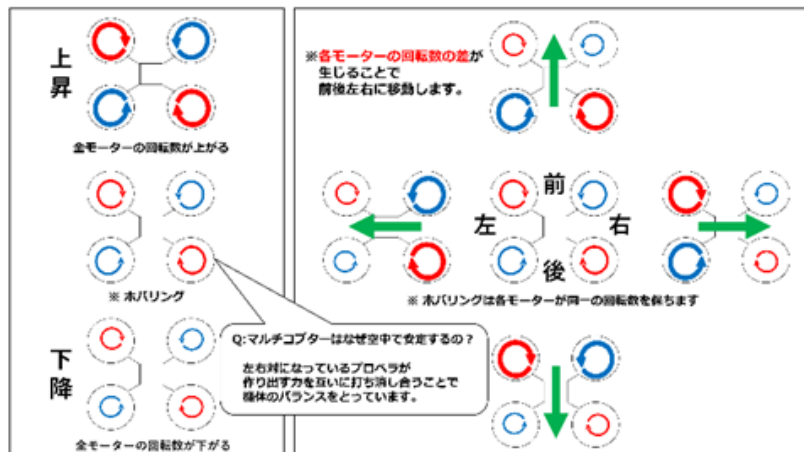 上昇
全モーターの回転数が上がる
※ ホバリング
下降
全モーターの回転数が下がる
Q:マルチコプターはなぜ空中で安定するの？
左右対になっているプロペラが
作り出す力を互いに打ち消し合うことで
機体のバランスをとっています。
※各モーターの回転数の差が
生じることで
前後左右に移動します。
前
左
右
後
※ ホバリングは各モーターが同一の回転数を保ちます